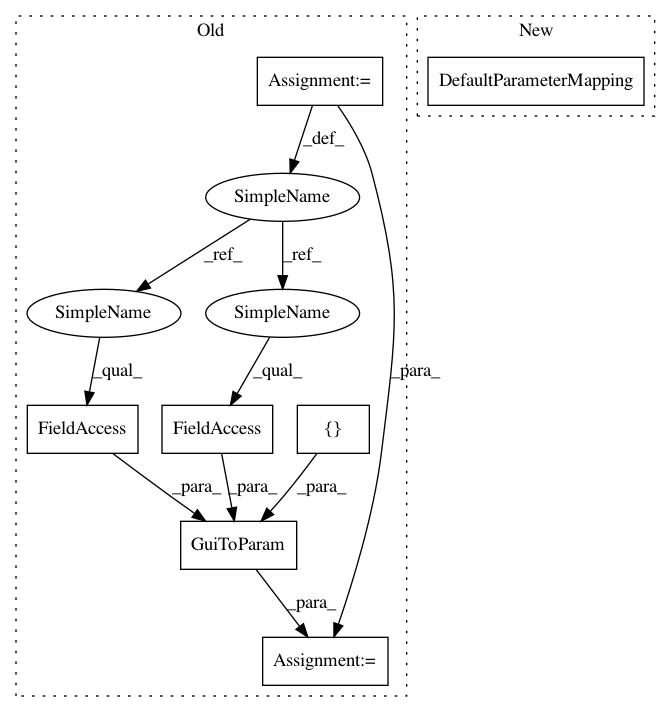 Old
New
Assignment:=
DefaultParameterMapping
_def_
SimpleName
_ref_
_ref_
SimpleName
SimpleName
_qual_
_qual_
_para_
FieldAccess
FieldAccess
{}
_para_
_para_
_para_
GuiToParam
_para_
Assignment:=